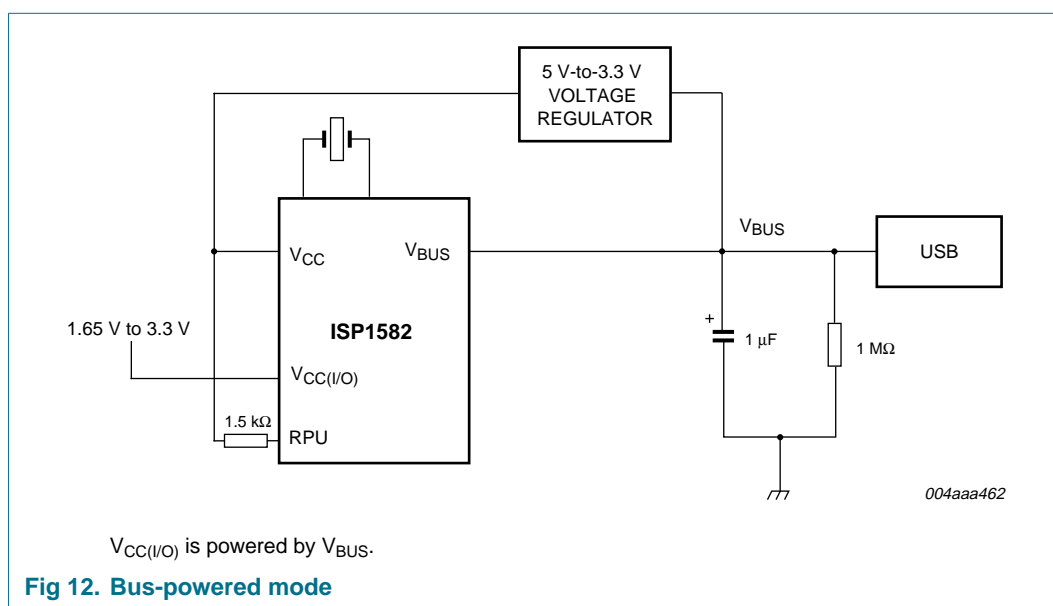 5 V-to-3.3 V
VOLTAGE
REGULATOR
VBUS
USB
VCC
VBUS
ISP1582
1.65 V to 3.3 V
VCC(I/O)
1.5 kΩ
RPU
+
1 μF
1 MΩ
004aaa462
VCC(I/O) is powered by VBUS.
Fig 12. Bus-powered mode